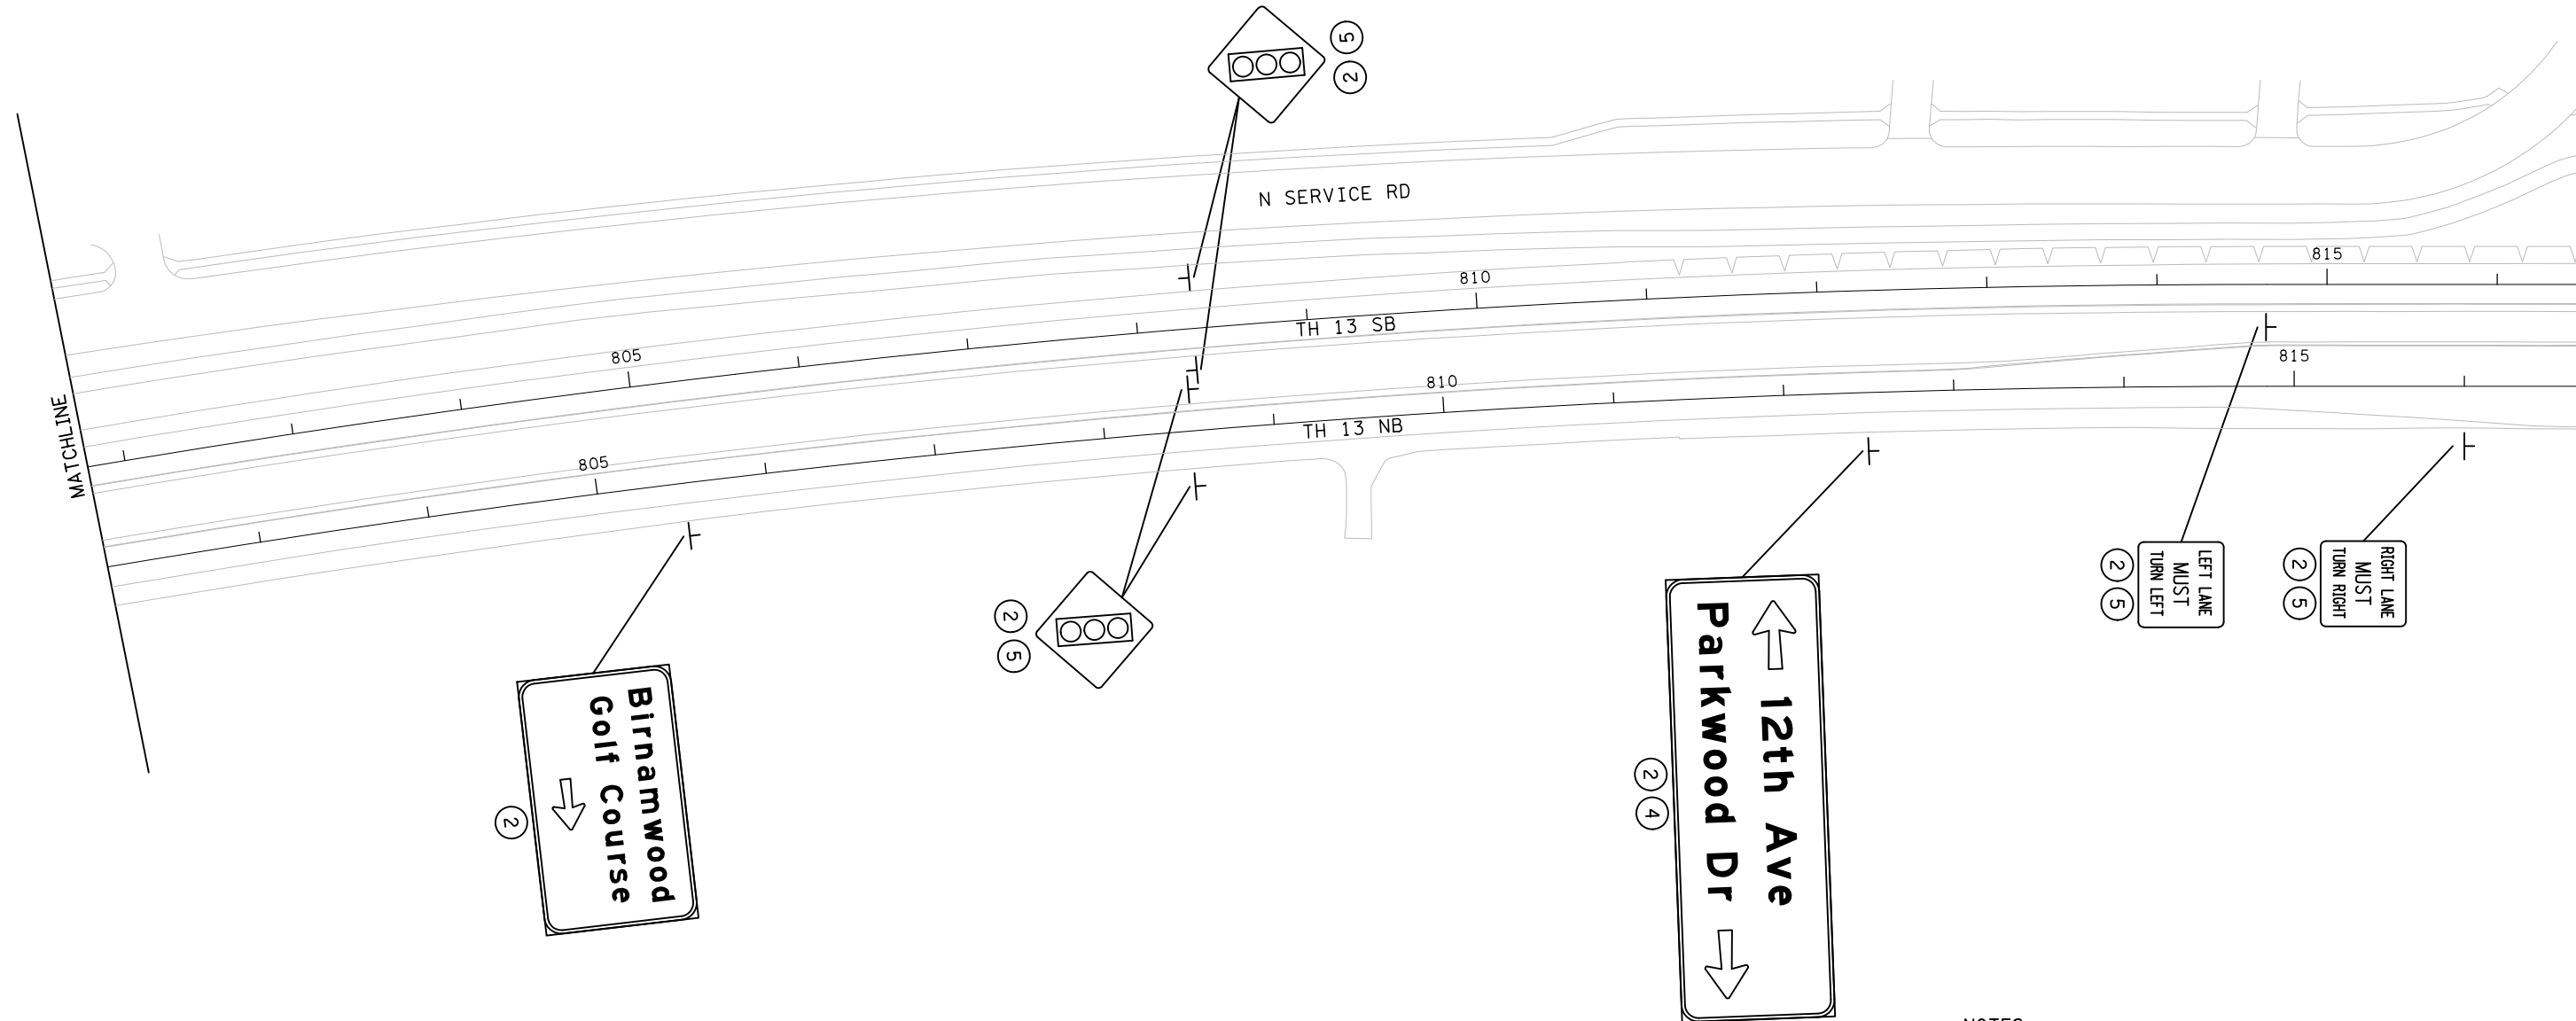 5
2
N SERVICE RD
815
810
TH 13 SB
805
815
810
TH 13 NB
805
MATCHLINE
2
5
LEFT LANE
MUST
TURN LEFT
2
5
RIGHT LANE
MUST
TURN RIGHT
2
5
12th Ave
Parkwood Dr
2
4
Birnamwood
Golf Course
2